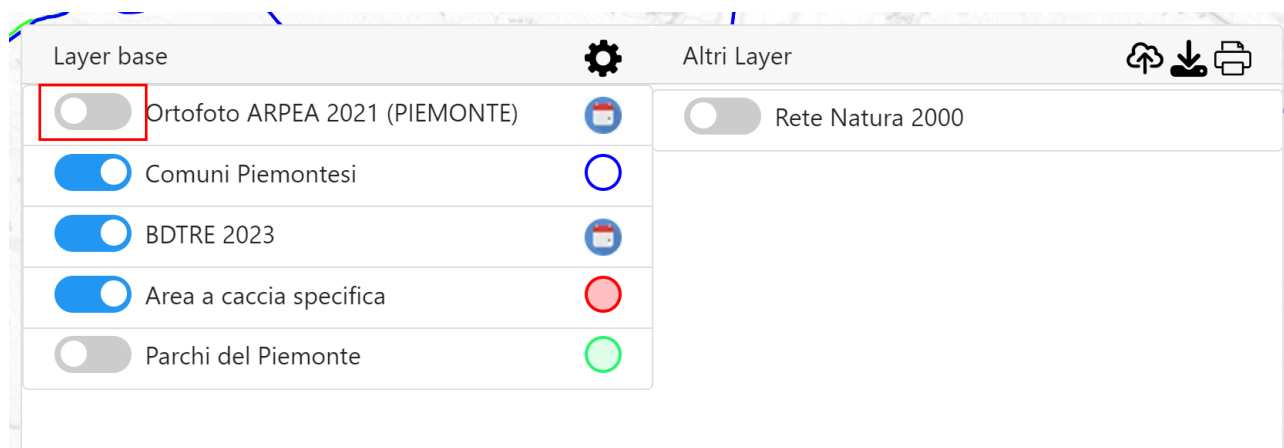 Layer base
Ortofoto ARPEA 2021 (PIEMONTE)
Comuni Piemontesi
BDTRE 2023
Area a caccia specifica
Parchi del Piemonte
Altri Layer
Rete Natura 2000